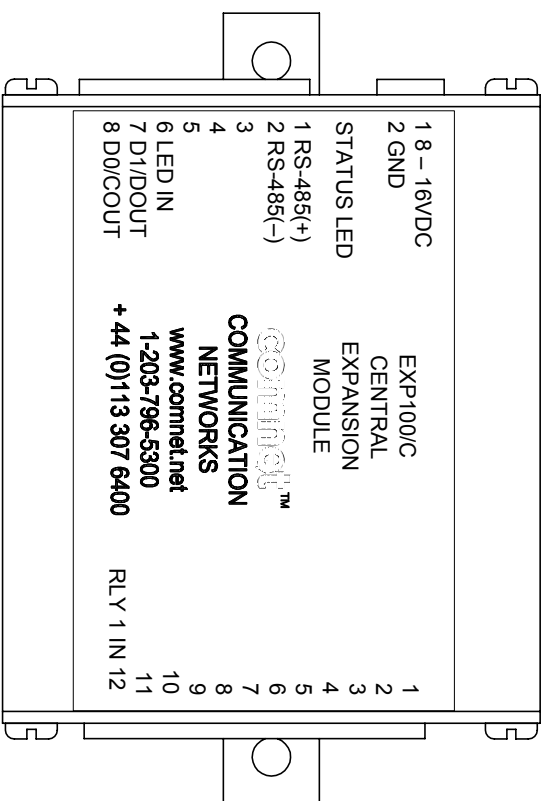 1 8 – 16VDC
2 GND
STATUS LED
1 RS-485(+)
2 RS-485(–)
3
4
5
6 LED IN
7 D1/DOUT
8 D0/COUT
EXP100/C
CENTRAL
EXPANSION
MODULE
comnet™
COMMUNICATION
NETWORKS
www.comnet.net
1-203-796-5300
+ 44 (0)113 307 6400
1
2
3
4
5
6
7
8
9
10
11
RLY 1 IN 12